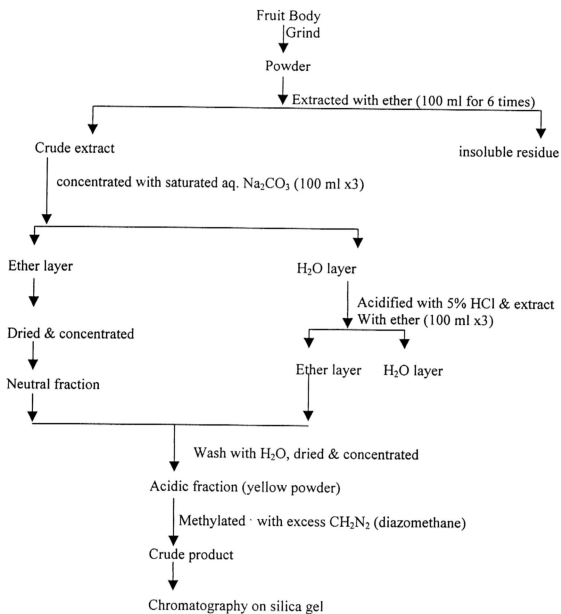 Fruit Body
Grind
Powder
Extracted with ether (100 ml for 6 times)
Crude extract
insoluble residue
concentrated with saturated aq. Na₂CO₃ (100 ml x3)
Ether layer
H₂O layer
Acidified with 5% HCl & extract
With ether (100 ml x3)
Dried & concentrated
Ether layer
H₂O layer
Neutral fraction
Wash with H₂O, dried & concentrated
Acidic fraction (yellow powder)
Methylated with excess CH₂N₂ (diazomethane)
Crude product
Chromatography on silica gel